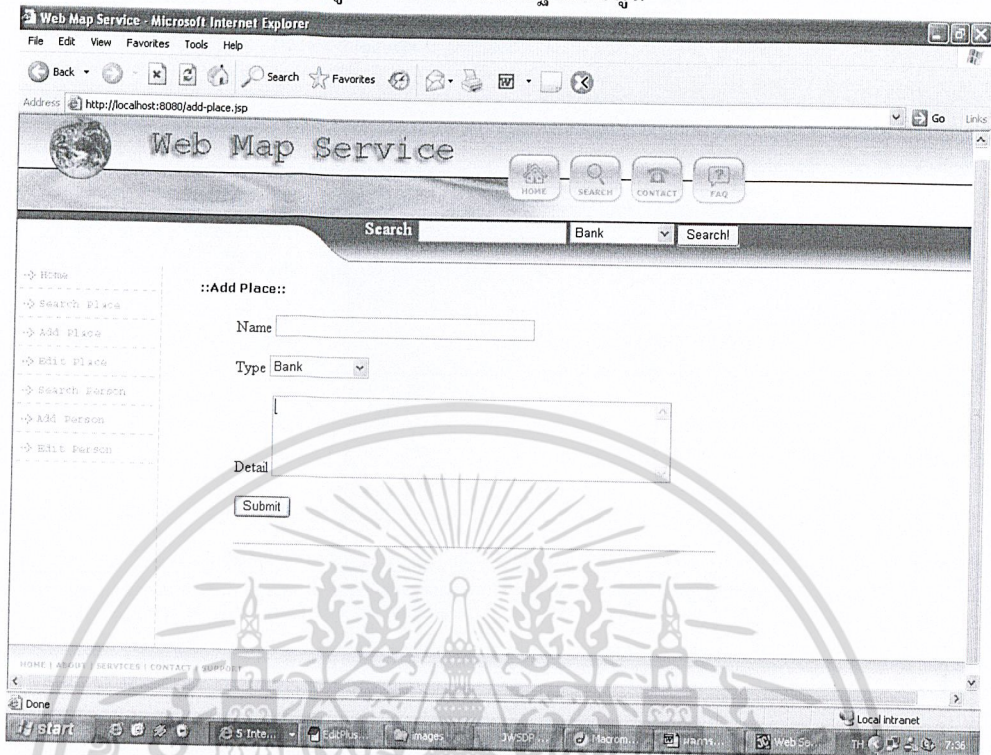 Web Map Service - Microsoft Internet Explorer
File Edit View Favorites Tools Help
Back Search Favorites
Address http://localhost:8080/add-place.jsp Go Links
Web Map Service
HOME SEARCH CONTACT FAQ
Search Bank Search!
Home
Search Place
Add Place
Edit Place
Search Person
Add Person
Edit Person
::Add Place::
Name
Type Bank
Detail
Submit
HOME | ABOUT | SERVICES | CONTACT | SUPPORT
Done Local intranet
start 5 Inte... EditPlus... images JWSDP ... Macrom... Web Se... TH 7:36